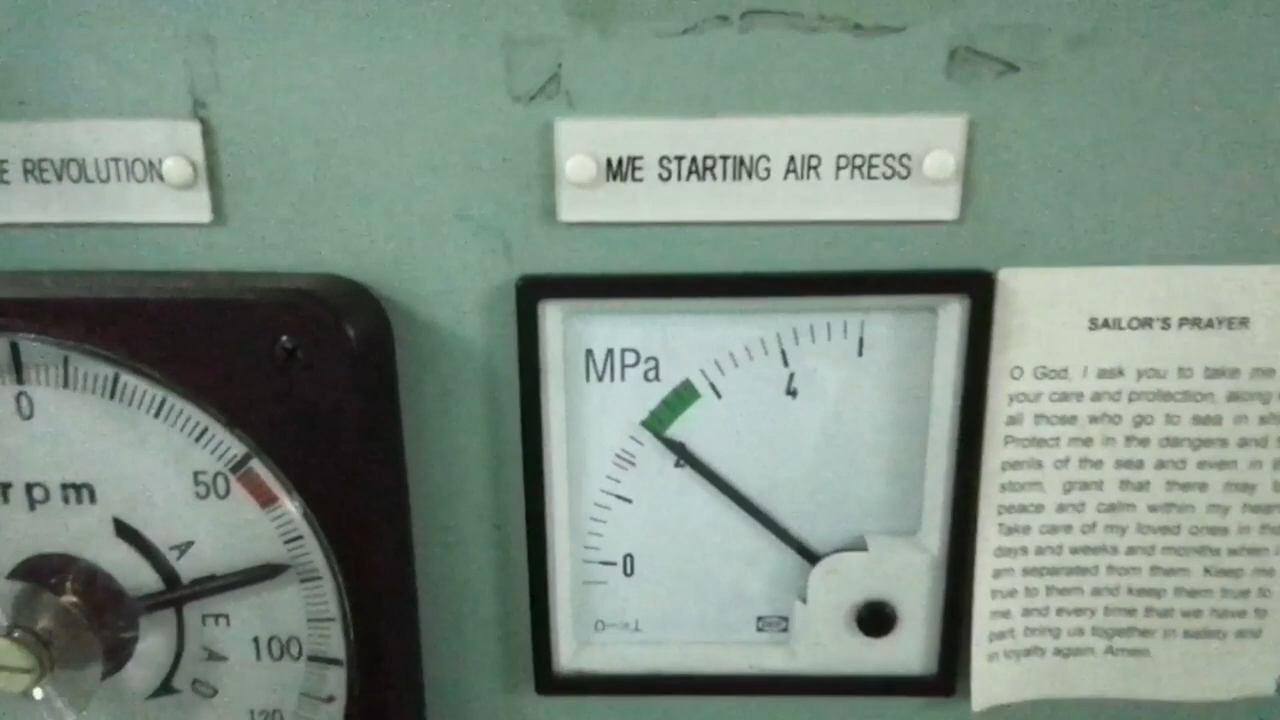 E REVOLUTION
M/E STARTING AIR PRESS
MPa
4
2
0
0
50
rpm
AHEAD
100
120
SAILOR'S PRAYER
O God, I ask you to take me
your care and protection, along
all those who go to sea in
Protect me in the dangers and
perils of the sea and even in
storm, grant that there may
peace and calm within my
Take care of my loved ones in
days and weeks and months when
am separated from them. Keep me
true to them and keep them true to
me, and every time that we have to
part, bring us together in safety and
in loyalty again. Amen.